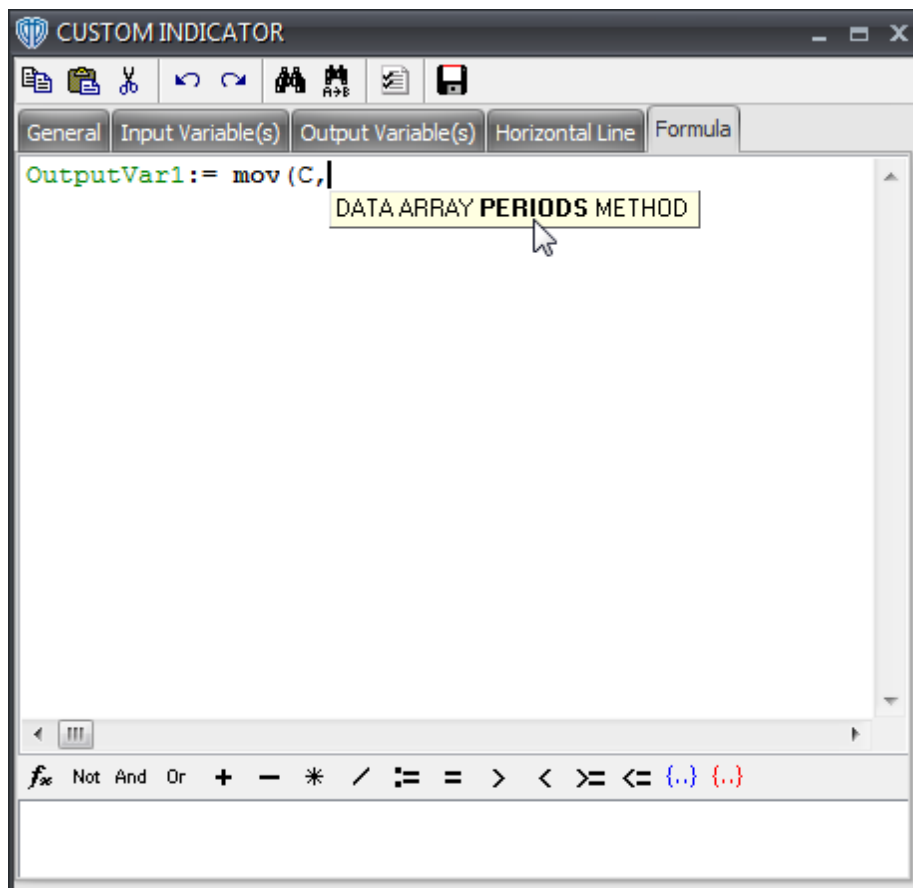 CUSTOM INDICATOR
A→B
General Input Variable(s) Output Variable(s) Horizontal Line Formula
OutputVar1:= mov(C,
DATA ARRAY PERIODS METHOD
fx Not And Or + − * / := = > < >= <= {..} {..}